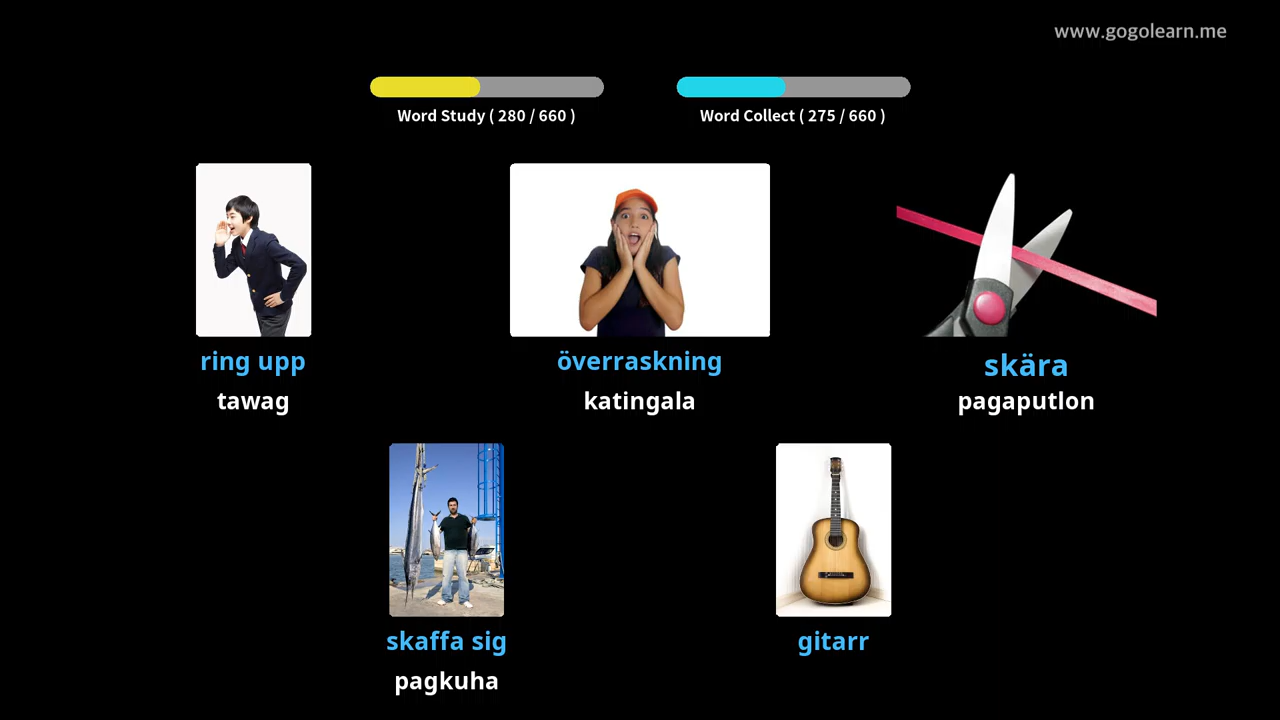 www.gogolearn.me
Word Study ( 280 / 660 )
Word Collect ( 275 / 660 )
ring upp
tawag
överraskning
katingala
skära
pagaputlon
skaffa sig
pagkuha
gitarr